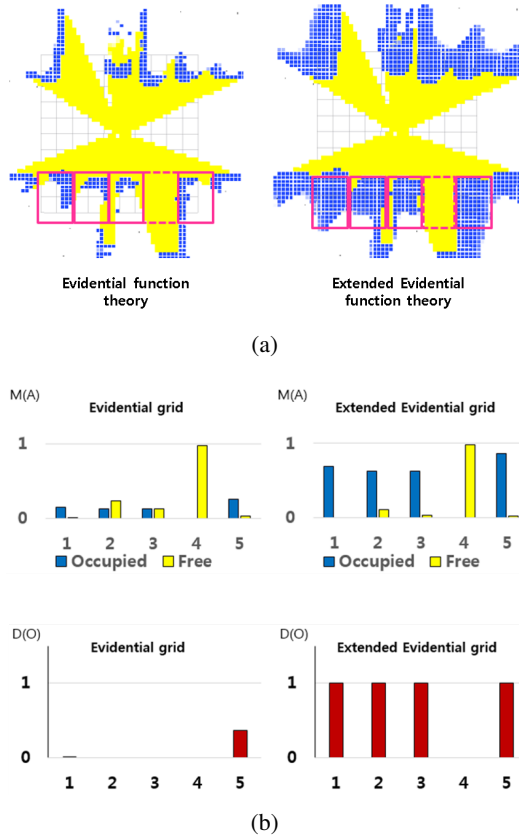 Evidential function
theory
Extended Evidential
function theory
(a)
M(A)
Evidential grid
1
0
1 2 3 4 5
Occupied Free
M(A)
Extended Evidential grid
1
0
1 2 3 4 5
Occupied Free
D(O)
Evidential grid
1
0
1 2 3 4 5
D(O)
Extended Evidential grid
1
0
1 2 3 4 5
(b)